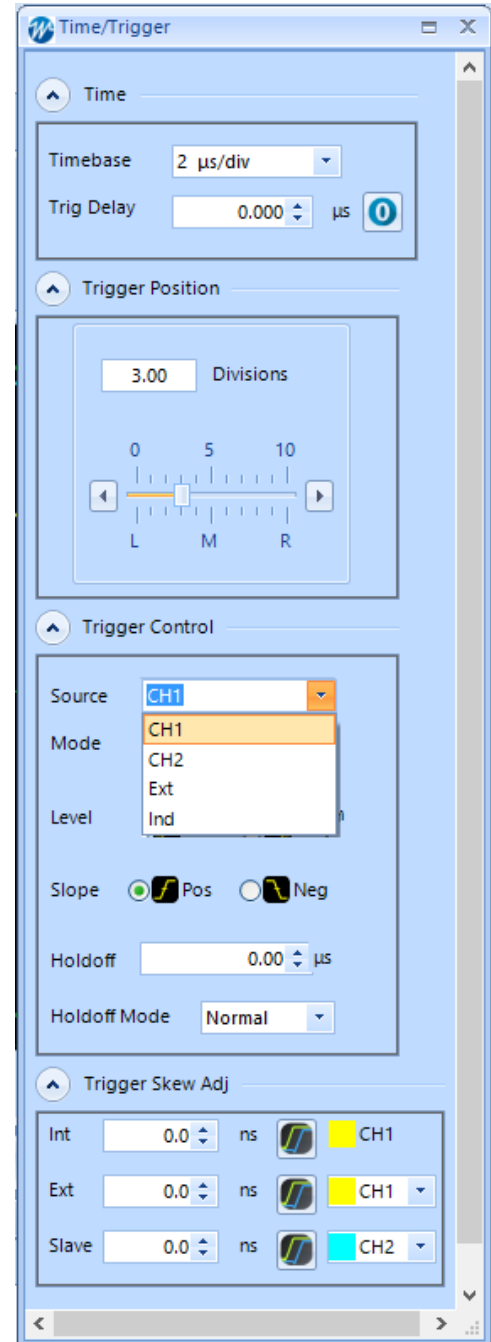 Time/Trigger
Time
Timebase 2 µs/div
Trig Delay 0.000 µs 0
Trigger Position
3.00 Divisions
0 5 10
L M R
Trigger Control
Source CH1
CH1
Mode
CH2
Ext
Level Ind
Slope Pos Neg
Holdoff 0.00 µs
Holdoff Mode Normal
Trigger Skew Adj
Int 0.0 ns CH1
Ext 0.0 ns CH1
Slave 0.0 ns CH2